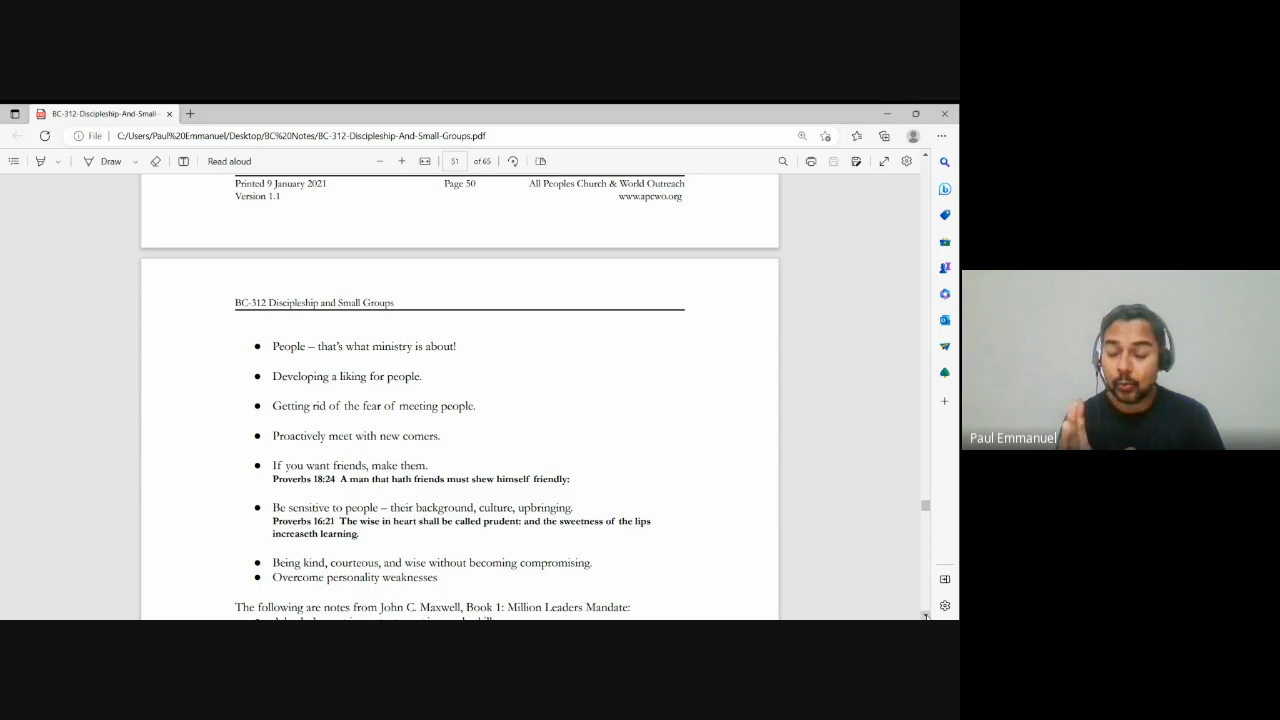 BC-312-Discipleship-And-Small-
File
C:/Users/Paul%20Emmanuel/Desktop/BC%20Notes/BC-312-Discipleship-And-Small-Groups.pdf
Draw
Read aloud
51
of 65
Printed 9 January 2021 Page 50 All Peoples Church & World Outreach
Version 1.1 www.apcwo.org
BC-312 Discipleship and Small Groups
● People – that's what ministry is about!
● Developing a liking for people.
● Getting rid of the fear of meeting people.
● Proactively meet with new comers.
● If you want friends, make them.
Proverbs 18:24 A man that hath friends must shew himself friendly:
● Be sensitive to people – their background, culture, upbringing.
Proverbs 16:21 The wise in heart shall be called prudent: and the sweetness of the lips
increaseth learning.
● Being kind, courteous, and wise without becoming compromising.
● Overcome personality weaknesses
The following are notes from John C. Maxwell, Book 1: Million Leaders Mandate:
Paul Emmanuel